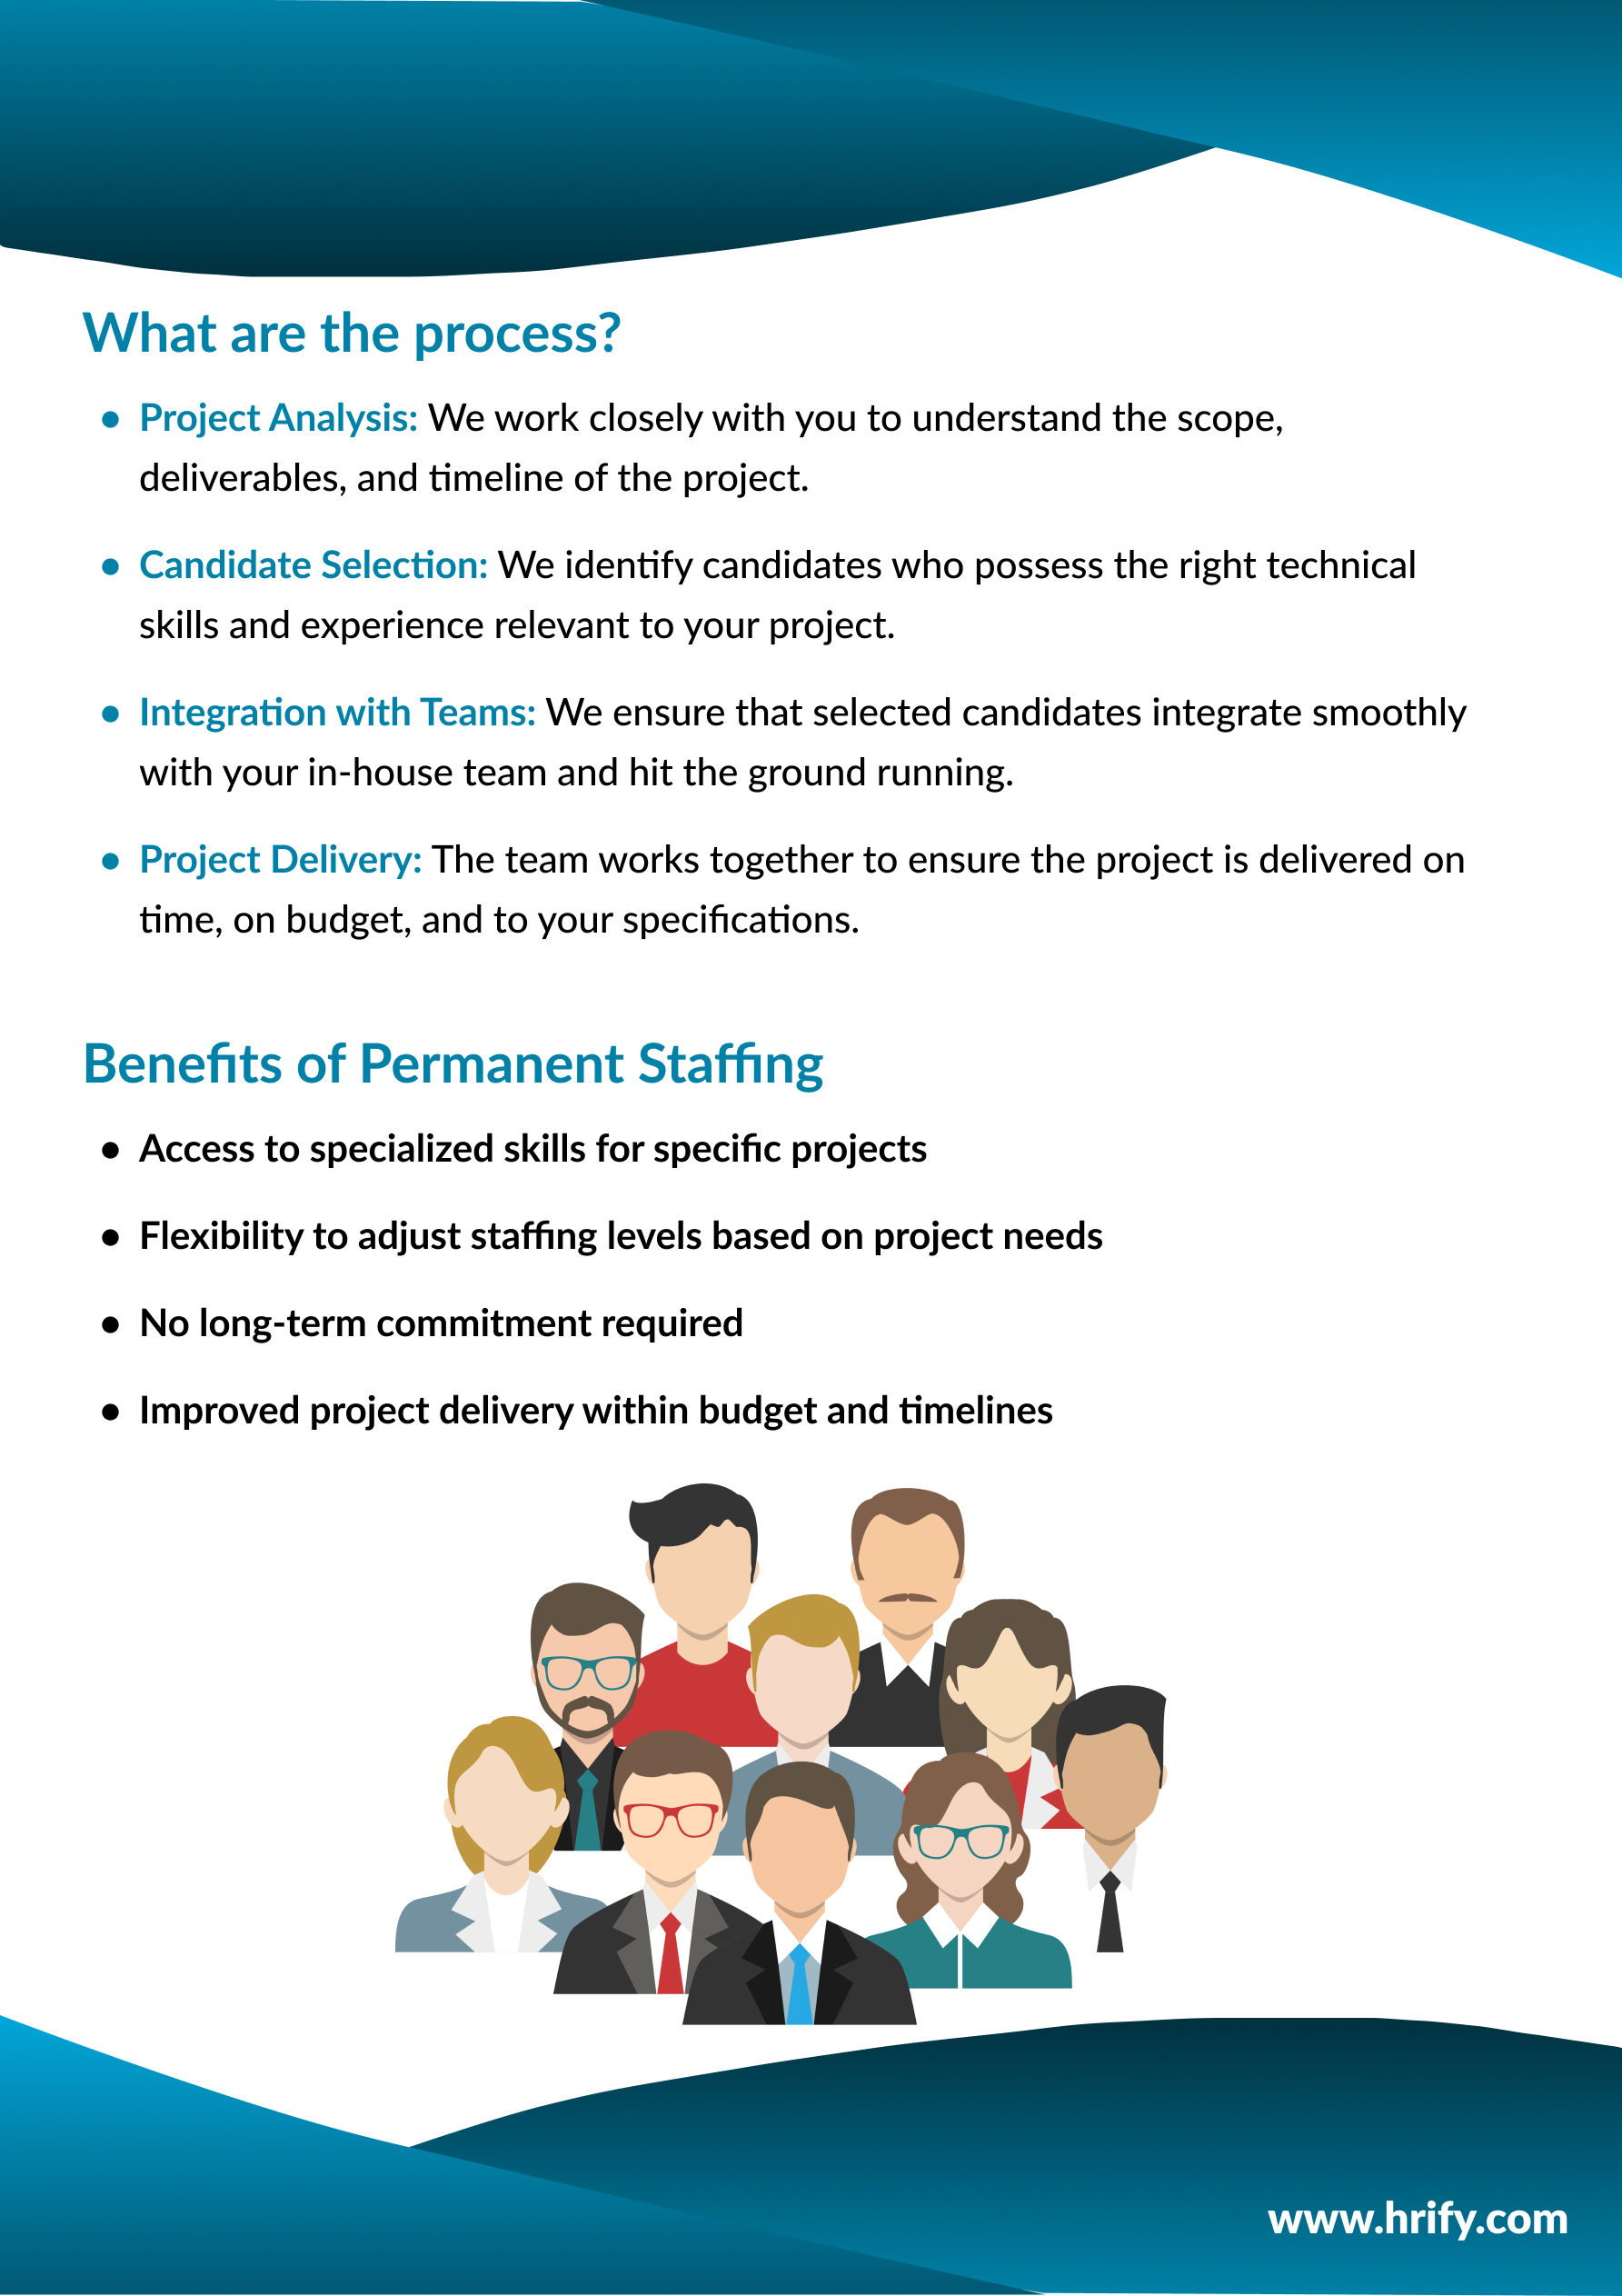 What are the process?
• Project Analysis: We work closely with you to understand the scope,
deliverables, and timeline of the project.
• Candidate Selection: We identify candidates who possess the right technical
skills and experience relevant to your project.
• Integration with Teams: We ensure that selected candidates integrate smoothly
with your in-house team and hit the ground running.
• Project Delivery: The team works together to ensure the project is delivered on
time, on budget, and to your specifications.
Benefits of Permanent Staffing
• Access to specialized skills for specific projects
• Flexibility to adjust staffing levels based on project needs
• No long-term commitment required
• Improved project delivery within budget and timelines
www.hrify.com